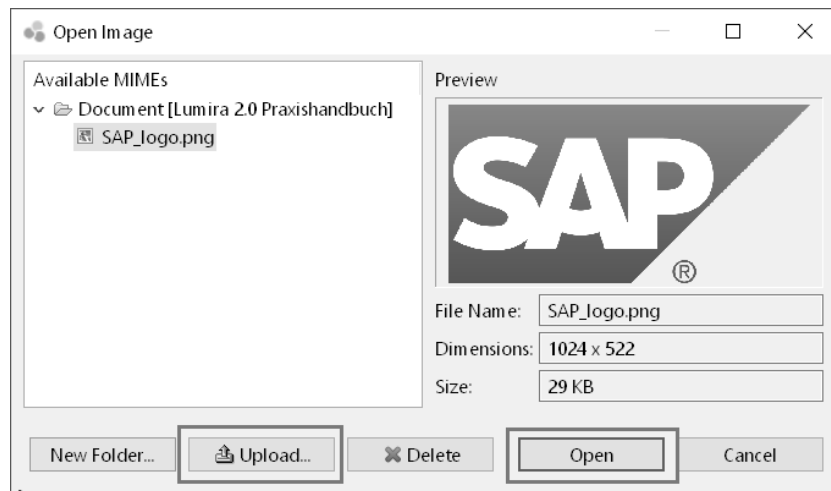 Open Image
Available MIMEs
Document [Lumira 2.0 Praxishandbuch]
SAP_logo.png
Preview
SAP
®
File Name: SAP_logo.png
Dimensions: 1024 x 522
Size: 29 KB
New Folder... Upload... Delete Open Cancel